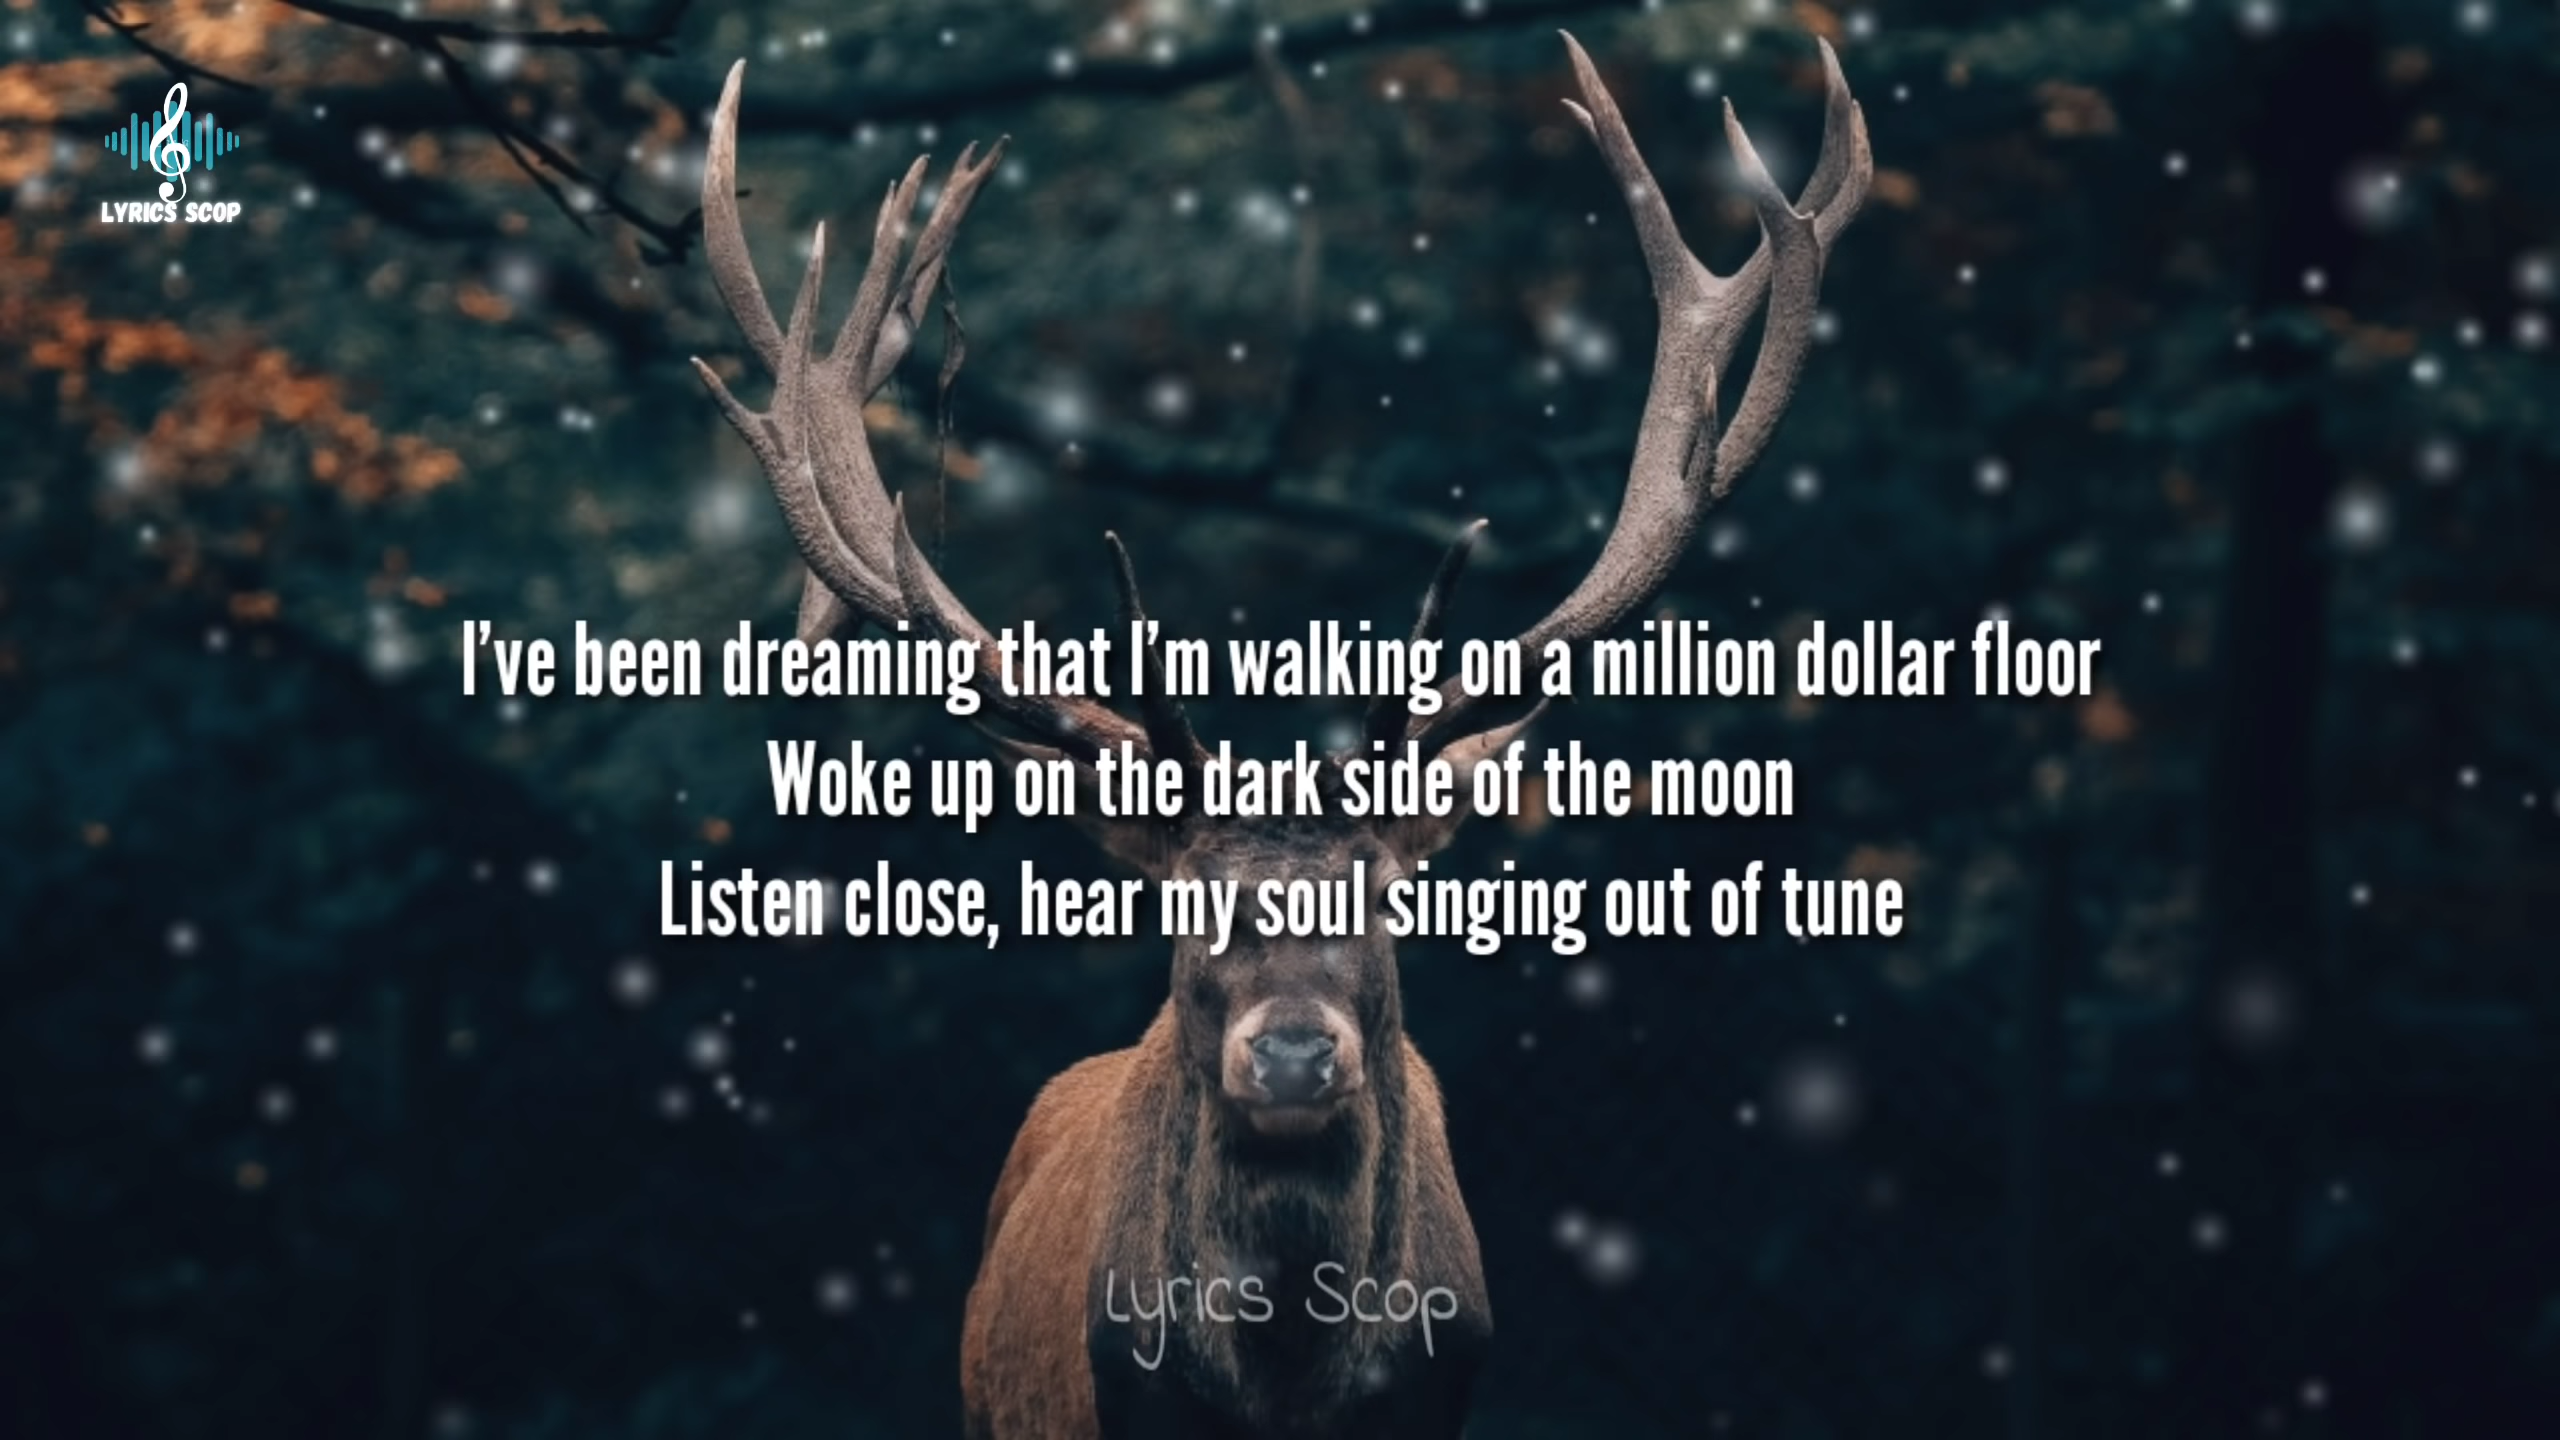 LYRICS SCOP
I've been dreaming that I'm walking on a million dollar floor
Woke up on the dark side of the moon
Listen close, hear my soul singing out of tune
Lyrics Scop